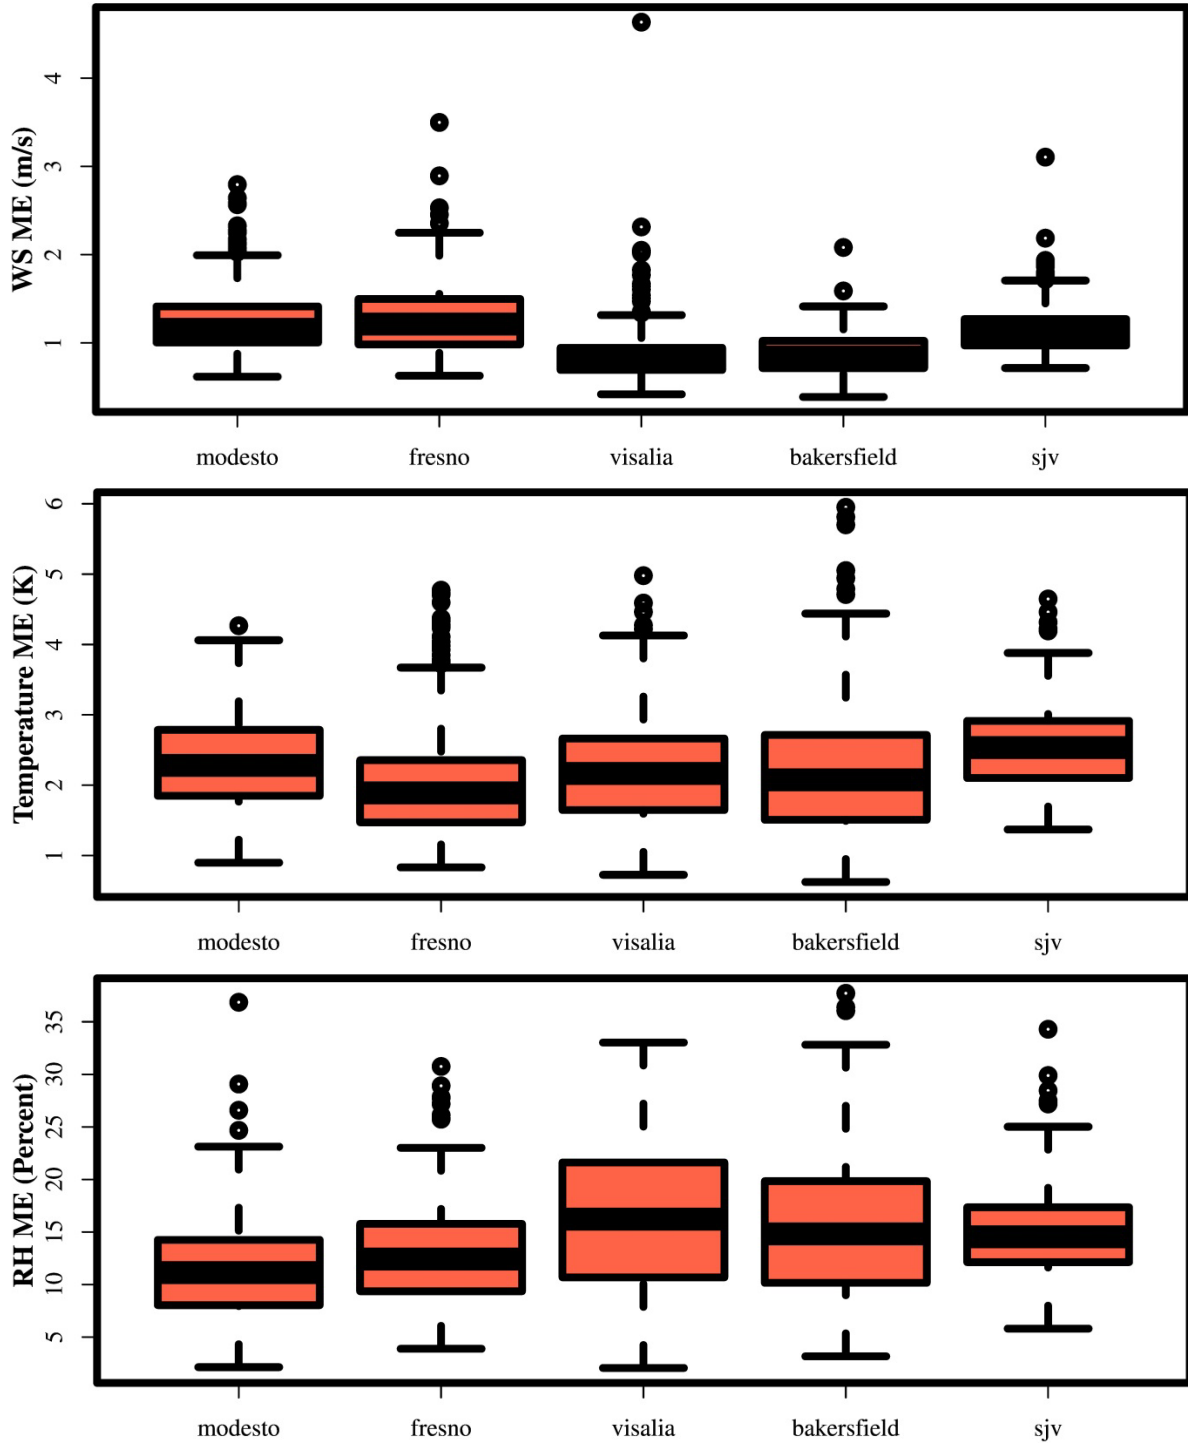 WS ME (m/s)
4
3
2
1
modesto fresno visalia bakersfield sjv
Temperature ME (K)
6
5
4
3
2
1
modesto fresno visalia bakersfield sjv
RH ME (Percent)
35
30
25
20
15
10
5
modesto fresno visalia bakersfield sjv